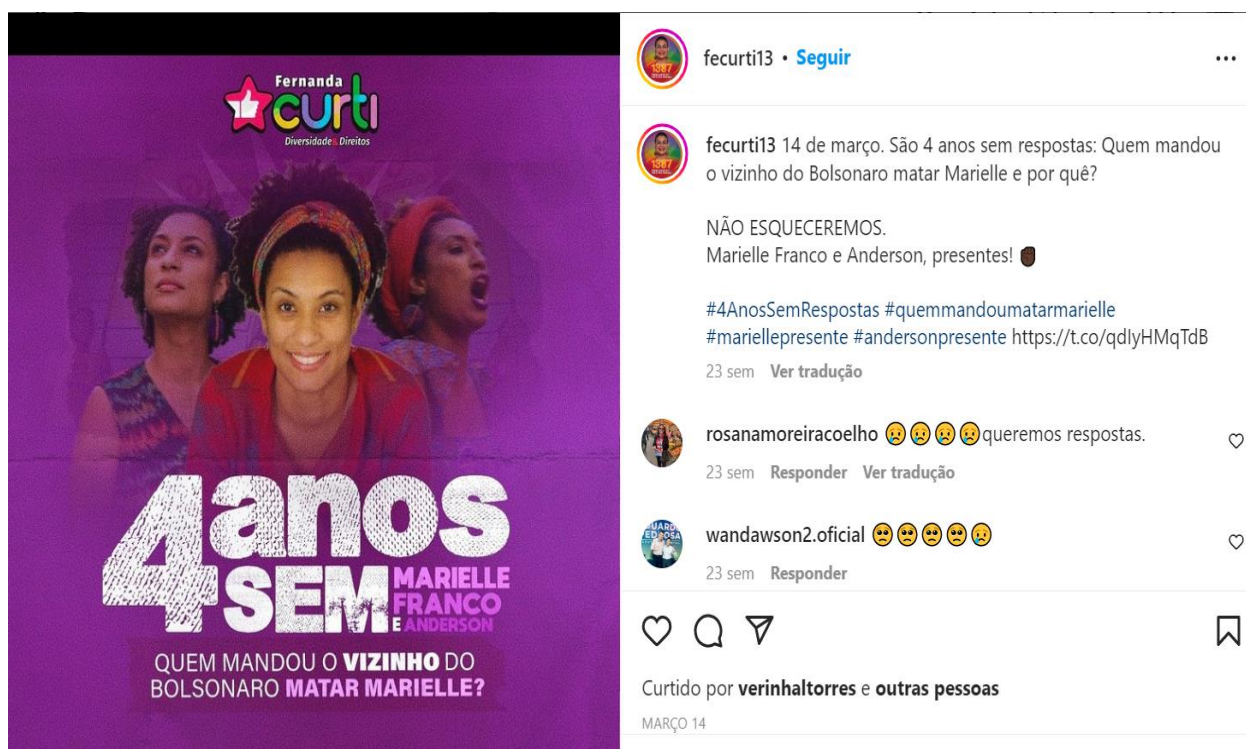 Fernanda
curti
Diversidade & Direitos
4 anos
SEM MARIELLE
FRANCO
E ANDERSON
QUEM MANDOU O VIZINHO DO
BOLSONARO MATAR MARIELLE?
fecurti13 • Seguir
fecurti13 14 de março. São 4 anos sem respostas: Quem mandou
o vizinho do Bolsonaro matar Marielle e por quê?
NÃO ESQUECEREMOS.
Marielle Franco e Anderson, presentes! ✊🏿
#4AnosSemRespostas #quemmandoumatarmarielle
#mariellepresente #andersonpresente https://t.co/qdIyHMqTdB
23 sem Ver tradução
rosanamoreiracoelho 😢😢😢😢queremos respostas.
23 sem Responder Ver tradução
wandawson2.oficial 🥺🥺🥺🥺😢
23 sem Responder
Curtido por verinhaltorres e outras pessoas
MARÇO 14